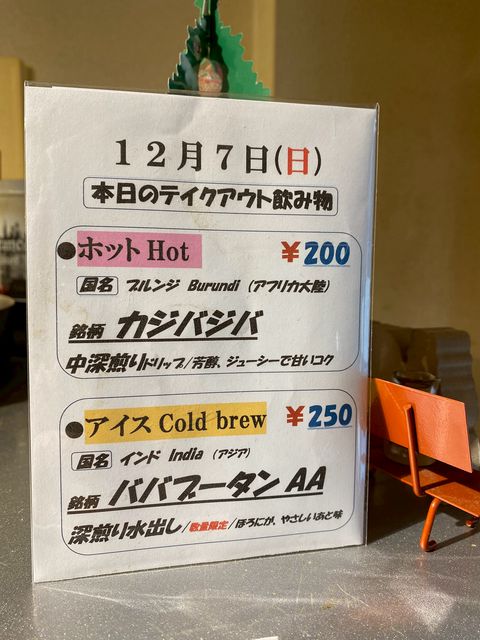 12月7日(日)
本日のテイクアウト飲み物
●ホット Hot ¥200
国名 ブルンジ Burundi (アフリカ大陸)
銘柄 カジバジバ
中深煎りドリップ/芳醇、ジューシーで甘いコク
●アイス Cold brew ¥250
国名 インド India (アジア)
銘柄 ババブータン AA
深煎り水出し/数量限定/ほろにが、やさしいあと味